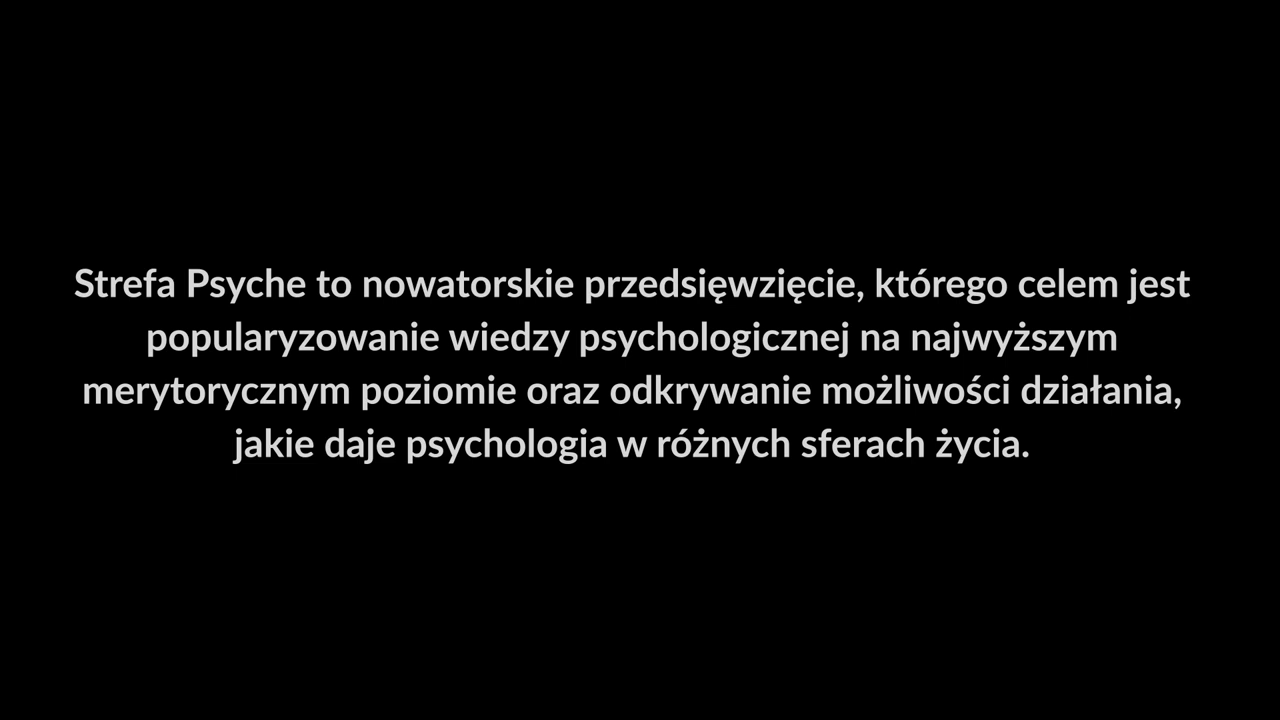 Strefa Psyche to nowatorskie przedsięwzięcie, którego celem jest
popularyzowanie wiedzy psychologicznej na najwyższym
merytorycznym poziomie oraz odkrywanie możliwości działania,
jakie daje psychologia w różnych sferach życia.